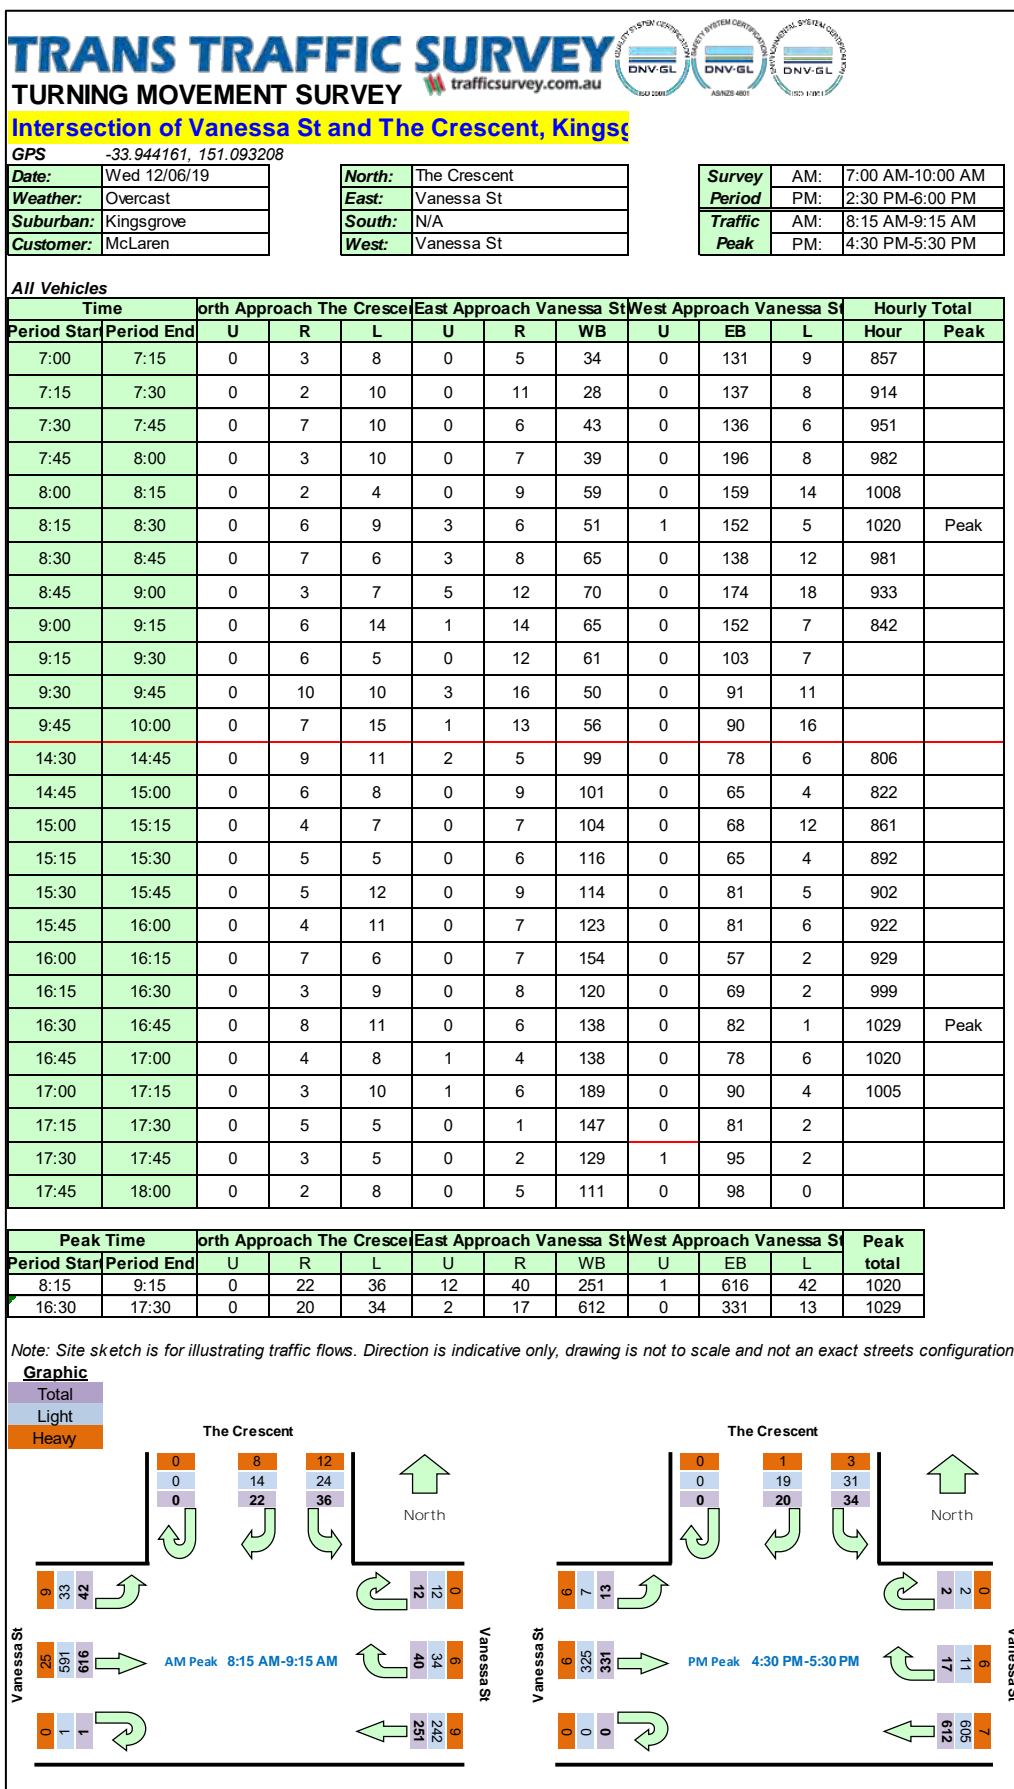 TRANS TRAFFIC SURVEY
trafficsurvey.com.au
TURNING MOVEMENT SURVEY
QUALITY SYSTEM CERTIFICATION DNV·GL ISO 9001
SAFETY SYSTEM CERTIFICATION DNV·GL AS/NZS 4801
ENVIRONMENTAL SYSTEM CERTIFICATION DNV·GL ISO 14001
Intersection of Vanessa St and The Crescent, Kingsg
GPS -33.944161, 151.093208
Date: Wed 12/06/19 North: The Crescent Survey AM: 7:00 AM-10:00 AM
Weather: Overcast East: Vanessa St Period PM: 2:30 PM-6:00 PM
Suburban: Kingsgrove South: N/A Traffic AM: 8:15 AM-9:15 AM
Customer: McLaren West: Vanessa St Peak PM: 4:30 PM-5:30 PM
All Vehicles
Time orth Approach The Crescen East Approach Vanessa St West Approach Vanessa St Hourly Total
Period Start Period End U R L U R WB U EB L Hour Peak
7:00 7:15 0 3 8 0 5 34 0 131 9 857
7:15 7:30 0 2 10 0 11 28 0 137 8 914
7:30 7:45 0 7 10 0 6 43 0 136 6 951
7:45 8:00 0 3 10 0 7 39 0 196 8 982
8:00 8:15 0 2 4 0 9 59 0 159 14 1008
8:15 8:30 0 6 9 3 6 51 1 152 5 1020 Peak
8:30 8:45 0 7 6 3 8 65 0 138 12 981
8:45 9:00 0 3 7 5 12 70 0 174 18 933
9:00 9:15 0 6 14 1 14 65 0 152 7 842
9:15 9:30 0 6 5 0 12 61 0 103 7
9:30 9:45 0 10 10 3 16 50 0 91 11
9:45 10:00 0 7 15 1 13 56 0 90 16
14:30 14:45 0 9 11 2 5 99 0 78 6 806
14:45 15:00 0 6 8 0 9 101 0 65 4 822
15:00 15:15 0 4 7 0 7 104 0 68 12 861
15:15 15:30 0 5 5 0 6 116 0 65 4 892
15:30 15:45 0 5 12 0 9 114 0 81 5 902
15:45 16:00 0 4 11 0 7 123 0 81 6 922
16:00 16:15 0 7 6 0 7 154 0 57 2 929
16:15 16:30 0 3 9 0 8 120 0 69 2 999
16:30 16:45 0 8 11 0 6 138 0 82 1 1029 Peak
16:45 17:00 0 4 8 1 4 138 0 78 6 1020
17:00 17:15 0 3 10 1 6 189 0 90 4 1005
17:15 17:30 0 5 5 0 1 147 0 81 2
17:30 17:45 0 3 5 0 2 129 1 95 2
17:45 18:00 0 2 8 0 5 111 0 98 0
Peak Time orth Approach The Crescen East Approach Vanessa St West Approach Vanessa St Peak
Period Start Period End U R L U R WB U EB L total
8:15 9:15 0 22 36 12 40 251 1 616 42 1020
16:30 17:30 0 20 34 2 17 612 0 331 13 1029
Note: Site sketch is for illustrating traffic flows. Direction is indicative only, drawing is not to scale and not an exact streets configuration
Graphic
Total
Light
Heavy
The Crescent
0 8 12
0 14 24
0 22 36
North
9 33 42
12 12 0
Vanessa St
25 591 616
AM Peak 8:15 AM-9:15 AM
40 34 6
Vanessa St
0 1 1
251 242 9
The Crescent
0 1 3
0 19 31
0 20 34
North
6 7 13
2 2 0
Vanessa St
6 325 331
PM Peak 4:30 PM-5:30 PM
17 11 6
Vanessa St
0 0 0
612 605 7